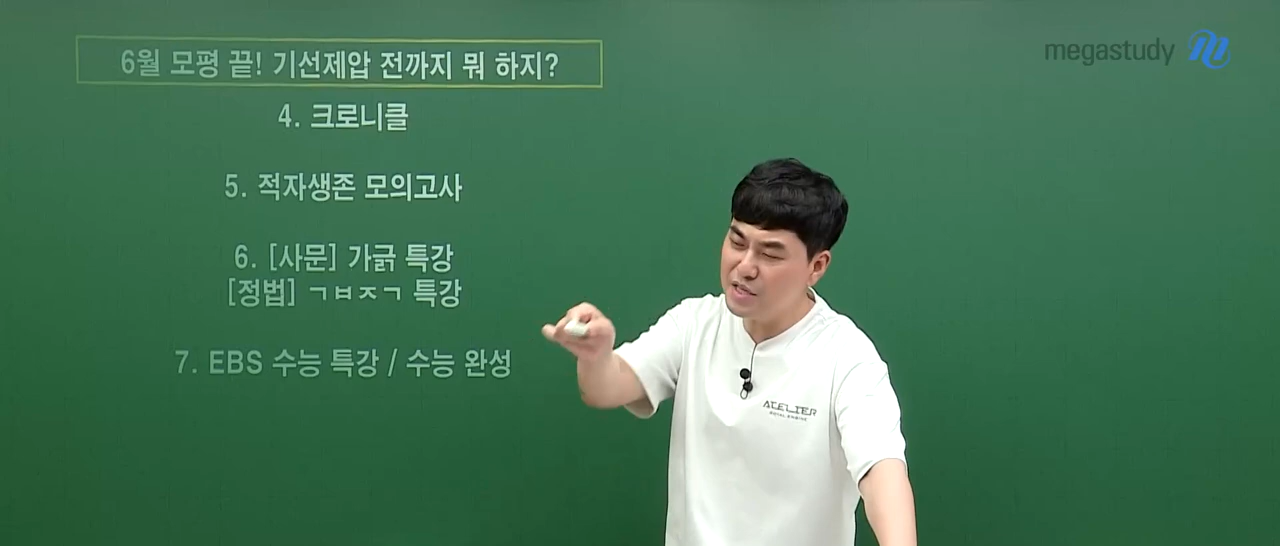 6월 모평 끝! 기선제압 전까지 뭐 하지?
megastudy
4. 크로니클
5. 적자생존 모의고사
6. [사문] 가긁 특강
[정법] ㄱㅂㅈㄱ 특강
7. EBS 수능 특강 / 수능 완성
ATELIER